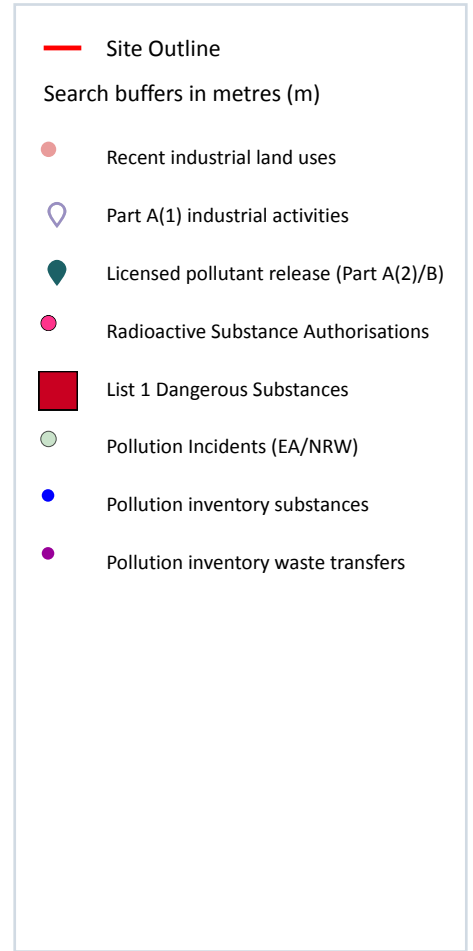 Site Outline
Search buffers in metres (m)
Recent industrial land uses
Part A(1) industrial activities
Licensed pollutant release (Part A(2)/B)
Radioactive Substance Authorisations
List 1 Dangerous Substances
Pollution Incidents (EA/NRW)
Pollution inventory substances
Pollution inventory waste transfers